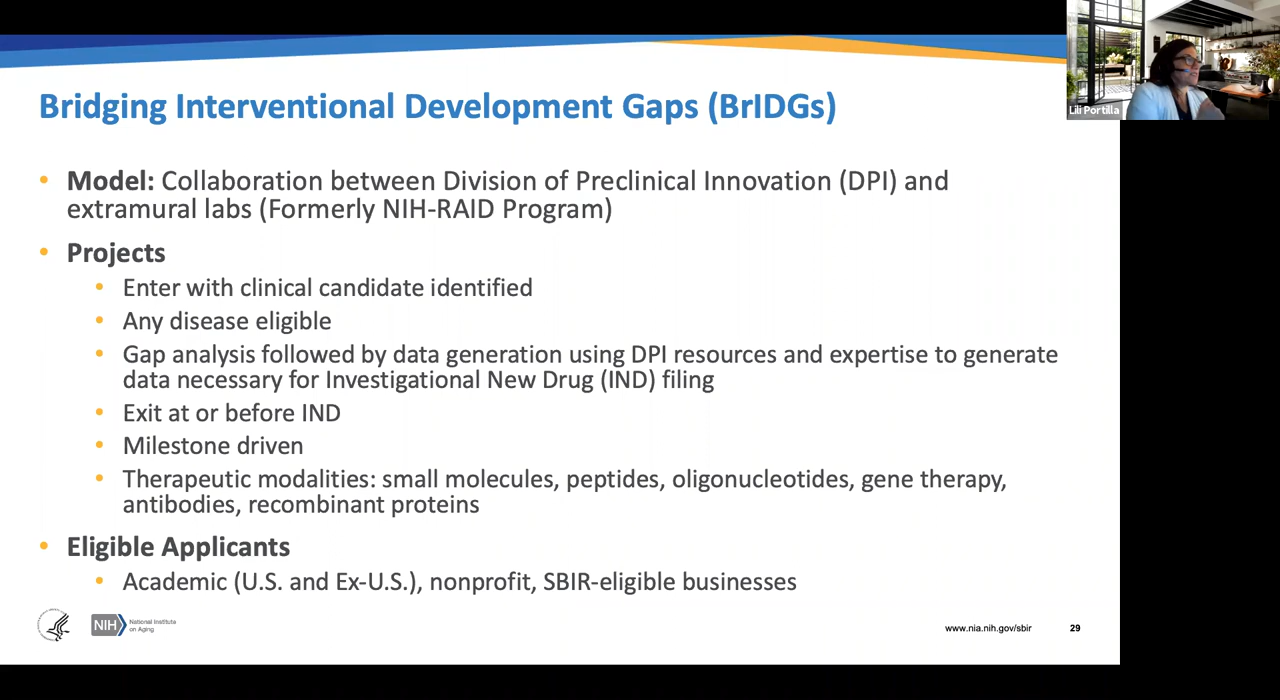 Lili Portilla
Bridging Interventional Development Gaps (BrIDGs)
• Model: Collaboration between Division of Preclinical Innovation (DPI) and
extramural labs (Formerly NIH-RAID Program)
• Projects
• Enter with clinical candidate identified
• Any disease eligible
• Gap analysis followed by data generation using DPI resources and expertise to generate
data necessary for Investigational New Drug (IND) filing
• Exit at or before IND
• Milestone driven
• Therapeutic modalities: small molecules, peptides, oligonucleotides, gene therapy,
antibodies, recombinant proteins
• Eligible Applicants
• Academic (U.S. and Ex-U.S.), nonprofit, SBIR-eligible businesses
NIH
National Institute
on Aging
www.nia.nih.gov/sbir
29